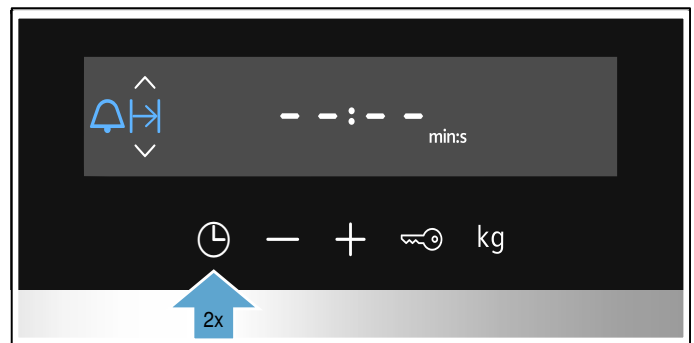 – –:– –
min:s
kg
2x